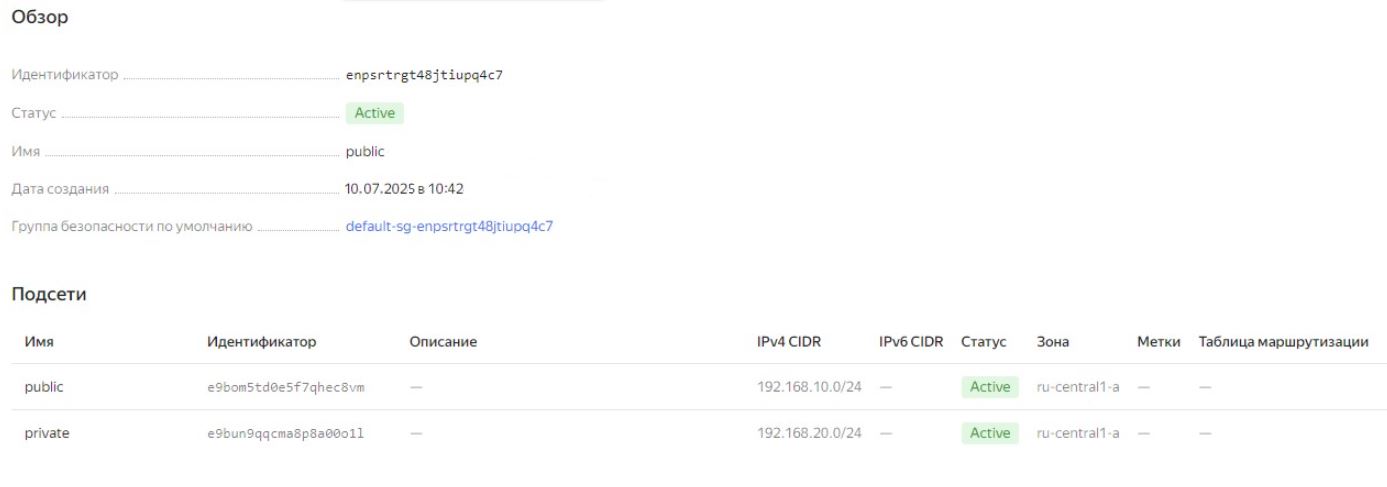 Обзор
Идентификатор enpsrtrgt48jtiupq4c7
Статус Active
Имя public
Дата создания 10.07.2025 в 10:42
Группа безопасности по умолчанию default-sg-enpsrtrgt48jtiupq4c7
Подсети
Имя Идентификатор Описание IPv4 CIDR IPv6 CIDR Статус Зона Метки Таблица маршрутизации
public e9bom5td0e5f7qhec8vm — 192.168.10.0/24 — Active ru-central1-a — —
private e9bun9qqcma8p8a00o1l — 192.168.20.0/24 — Active ru-central1-a — —